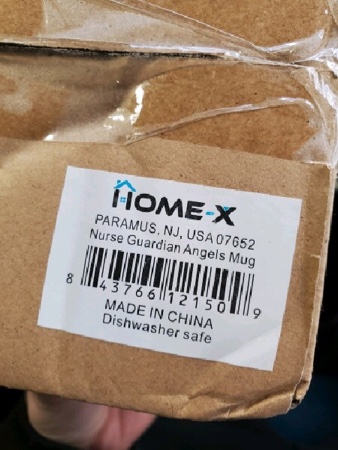 HOME-X
PARAMUS, NJ, USA 07652
Nurse Guardian Angels Mug
8 43766 12150 9
MADE IN CHINA
Dishwasher safe